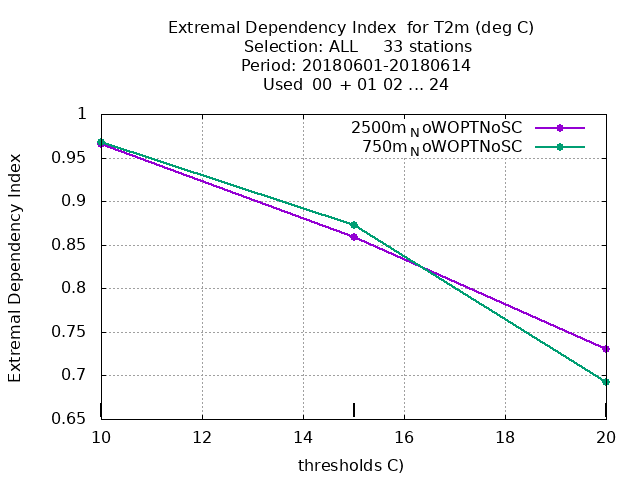 Extremal Dependency Index  for T2m (deg C)
Selection: ALL     33 stations
Period: 20180601-20180614
Used  00 + 01 02 ... 24
2500m_NoWOPTNoSC
750m_NoWOPTNoSC
Extremal Dependency Index
1
0.95
0.9
0.85
0.8
0.75
0.7
0.65
10 12 14 16 18 20
thresholds C)